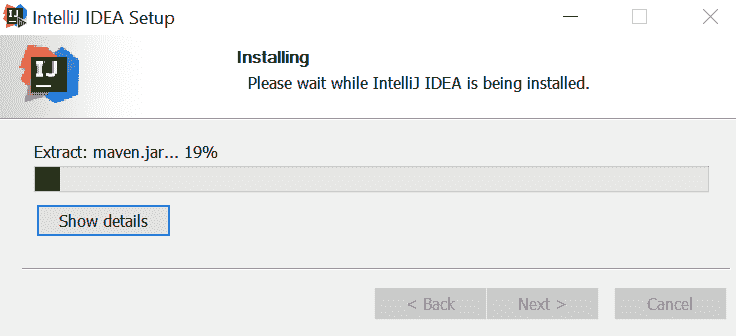 IntelliJ IDEA Setup
IJ
Installing
Please wait while IntelliJ IDEA is being installed.
Extract: maven.jar... 19%
Show details
< Back Next > Cancel